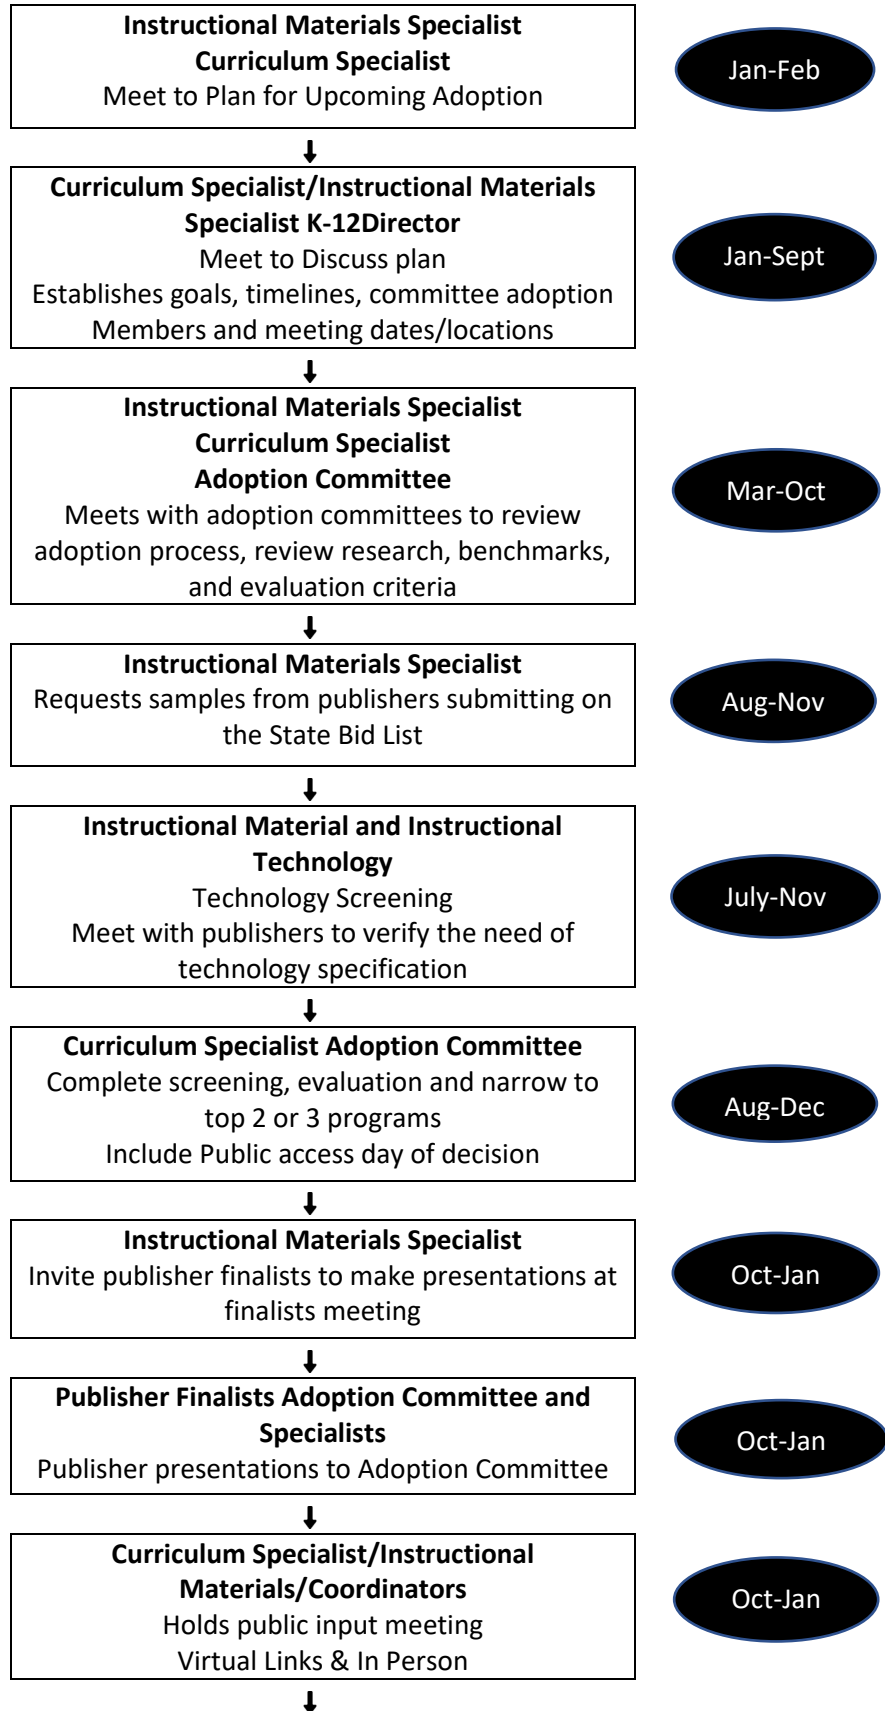 Instructional Materials Specialist
Curriculum Specialist
Meet to Plan for Upcoming Adoption
Jan-Feb
Curriculum Specialist/Instructional Materials
Specialist K-12Director
Meet to Discuss plan
Establishes goals, timelines, committee adoption
Members and meeting dates/locations
Jan-Sept
Instructional Materials Specialist
Curriculum Specialist
Adoption Committee
Meets with adoption committees to review
adoption process, review research, benchmarks,
and evaluation criteria
Mar-Oct
Instructional Materials Specialist
Requests samples from publishers submitting on
the State Bid List
Aug-Nov
Instructional Material and Instructional
Technology
Technology Screening
Meet with publishers to verify the need of
technology specification
July-Nov
Curriculum Specialist Adoption Committee
Complete screening, evaluation and narrow to
top 2 or 3 programs
Include Public access day of decision
Aug-Dec
Instructional Materials Specialist
Invite publisher finalists to make presentations at
finalists meeting
Oct-Jan
Publisher Finalists Adoption Committee and
Specialists
Publisher presentations to Adoption Committee
Oct-Jan
Curriculum Specialist/Instructional
Materials/Coordinators
Holds public input meeting
Virtual Links & In Person
Oct-Jan